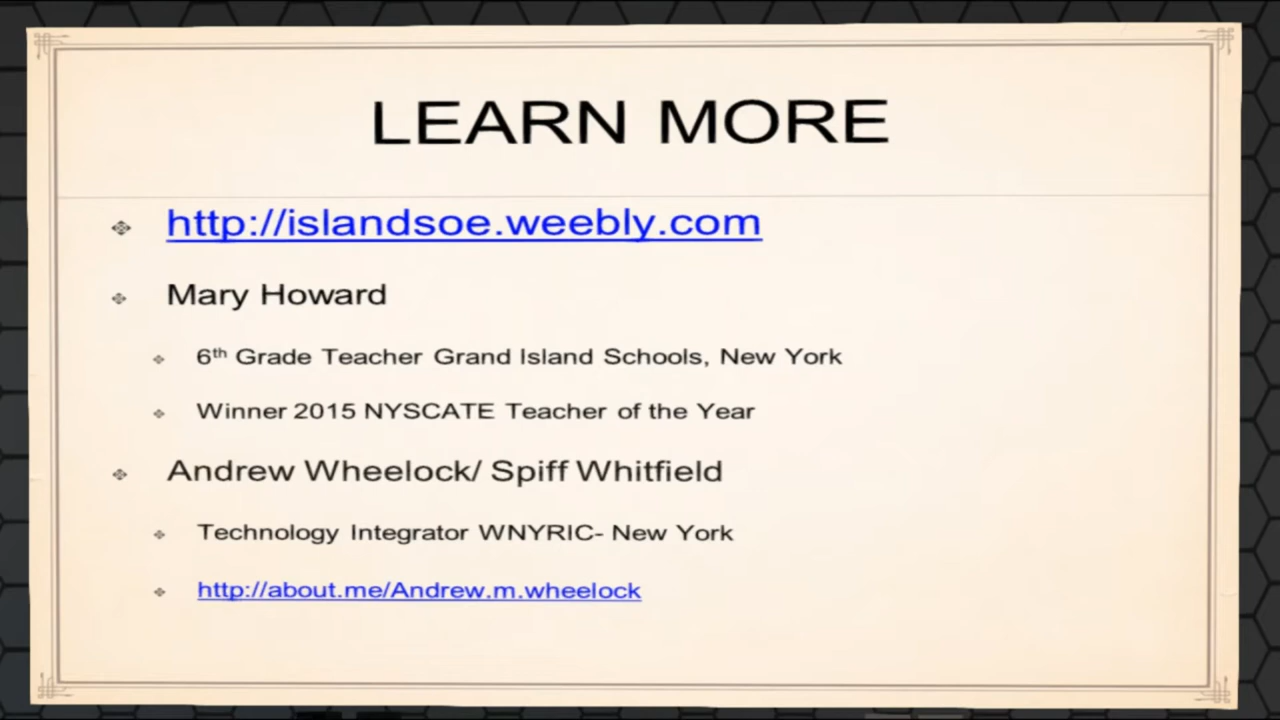 LEARN MORE
http://islandsoe.weebly.com
Mary Howard
6th Grade Teacher Grand Island Schools, New York
Winner 2015 NYSCATE Teacher of the Year
Andrew Wheelock/ Spiff Whitfield
Technology Integrator WNYRIC- New York
http://about.me/Andrew.m.wheelock